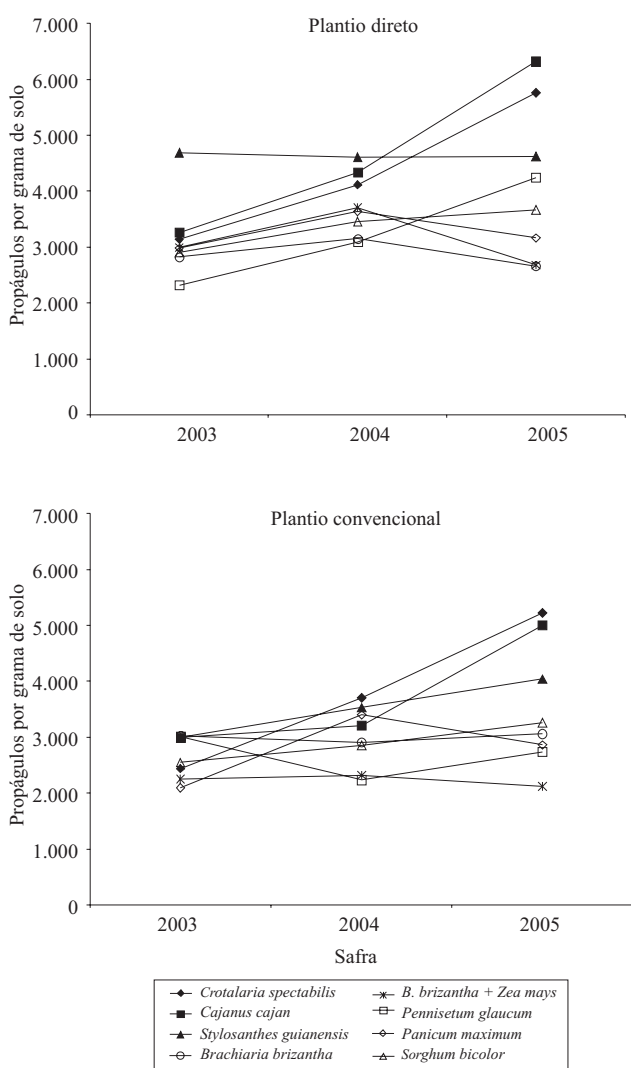 Plantio direto
Propágulos por grama de solo
7.000
6.000
5.000
4.000
3.000
2.000
1.000
0
2003 2004 2005
Plantio convencional
Propágulos por grama de solo
7.000
6.000
5.000
4.000
3.000
2.000
1.000
0
2003 2004 2005
Safra
Crotalaria spectabilis
Cajanus cajan
Stylosanthes guianensis
Brachiaria brizantha
B. brizantha + Zea mays
Pennisetum glaucum
Panicum maximum
Sorghum bicolor